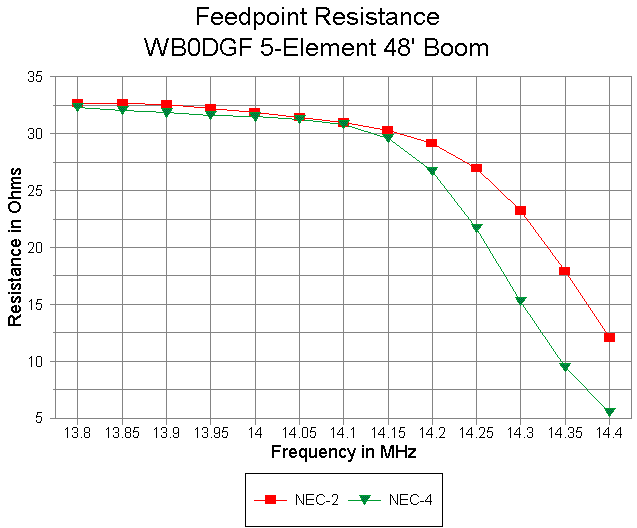 Feedpoint Resistance
WB0DGF 5-Element 48' Boom
35
30
25
20
15
10
5
Resistance in Ohms
13.8 13.85 13.9 13.95 14 14.05 14.1 14.15 14.2 14.25 14.3 14.35 14.4
Frequency in MHz
NEC-2 NEC-4